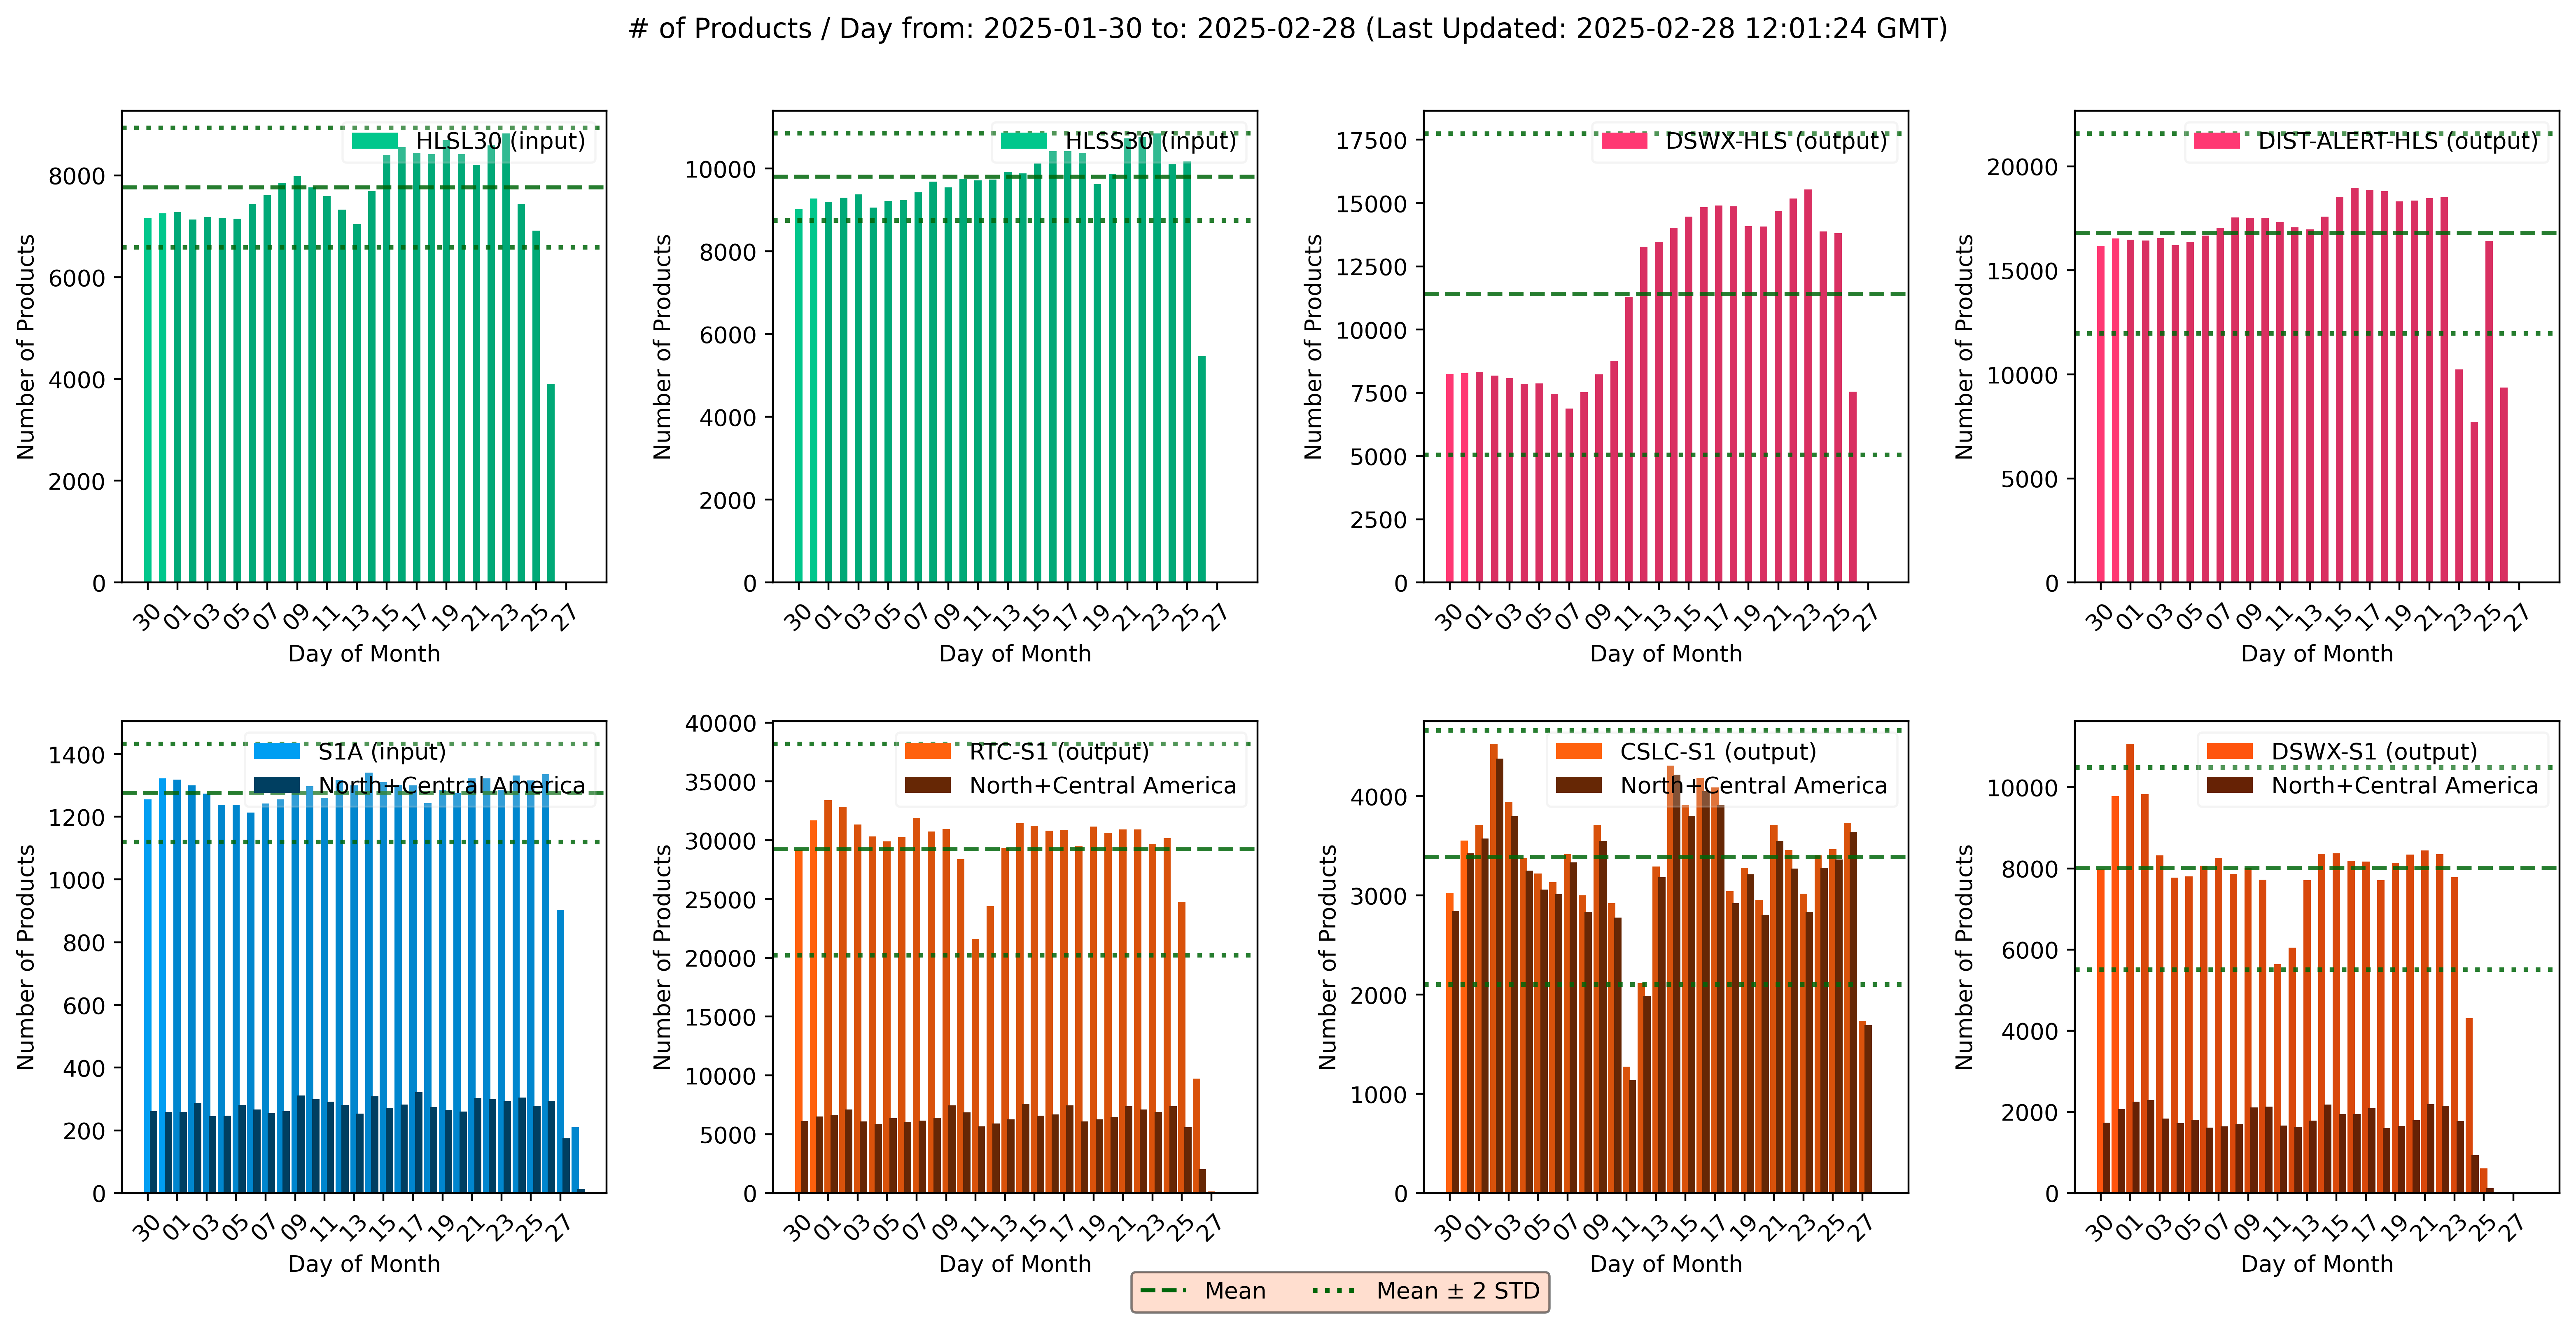 # of Products / Day from: 2025-01-30 to: 2025-02-28 (Last Updated: 2025-02-28 12:01:24 GMT)
HLSL30 (input)
Number of Products
8000
6000
4000
2000
0
30 01 03 05 07 09 11 13 15 17 19 21 23 25 27
Day of Month
HLSS30 (input)
Number of Products
10000
8000
6000
4000
2000
0
30 01 03 05 07 09 11 13 15 17 19 21 23 25 27
Day of Month
DSWX-HLS (output)
Number of Products
17500
15000
12500
10000
7500
5000
2500
0
30 01 03 05 07 09 11 13 15 17 19 21 23 25 27
Day of Month
DIST-ALERT-HLS (output)
Number of Products
20000
15000
10000
5000
0
30 01 03 05 07 09 11 13 15 17 19 21 23 25 27
Day of Month
S1A (input)
North+Central America
Number of Products
1400
1200
1000
800
600
400
200
0
30 01 03 05 07 09 11 13 15 17 19 21 23 25 27
Day of Month
RTC-S1 (output)
North+Central America
Number of Products
40000
35000
30000
25000
20000
15000
10000
5000
0
30 01 03 05 07 09 11 13 15 17 19 21 23 25 27
Day of Month
CSLC-S1 (output)
North+Central America
Number of Products
4000
3000
2000
1000
0
30 01 03 05 07 09 11 13 15 17 19 21 23 25 27
Day of Month
DSWX-S1 (output)
North+Central America
Number of Products
10000
8000
6000
4000
2000
0
30 01 03 05 07 09 11 13 15 17 19 21 23 25 27
Day of Month
Mean
Mean ± 2 STD